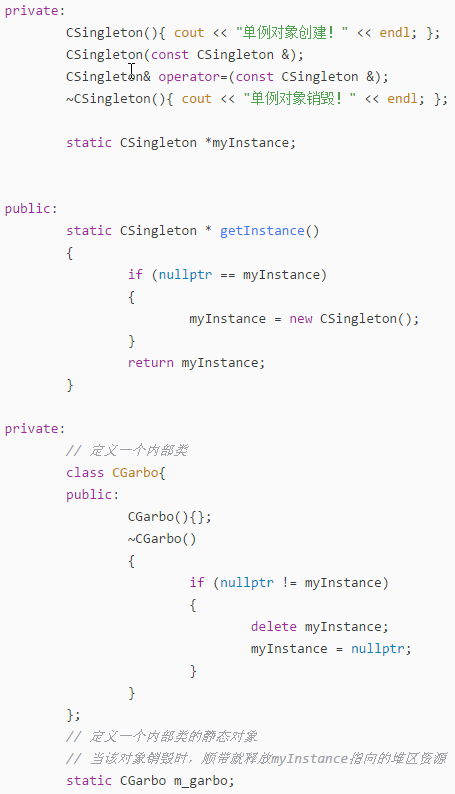 private:
CSingleton(){ cout << "单例对象创建！" << endl; };
CSingleton(const CSingleton &);
CSingleton& operator=(const CSingleton &);
~CSingleton(){ cout << "单例对象销毁！" << endl; };
static CSingleton *myInstance;
public:
static CSingleton * getInstance()
{
if (nullptr == myInstance)
{
myInstance = new CSingleton();
}
return myInstance;
}
private:
// 定义一个内部类
class CGarbo{
public:
CGarbo(){};
~CGarbo()
{
if (nullptr != myInstance)
{
delete myInstance;
myInstance = nullptr;
}
}
};
// 定义一个内部类的静态对象
// 当该对象销毁时，顺带就释放myInstance指向的堆区资源
static CGarbo m_garbo;